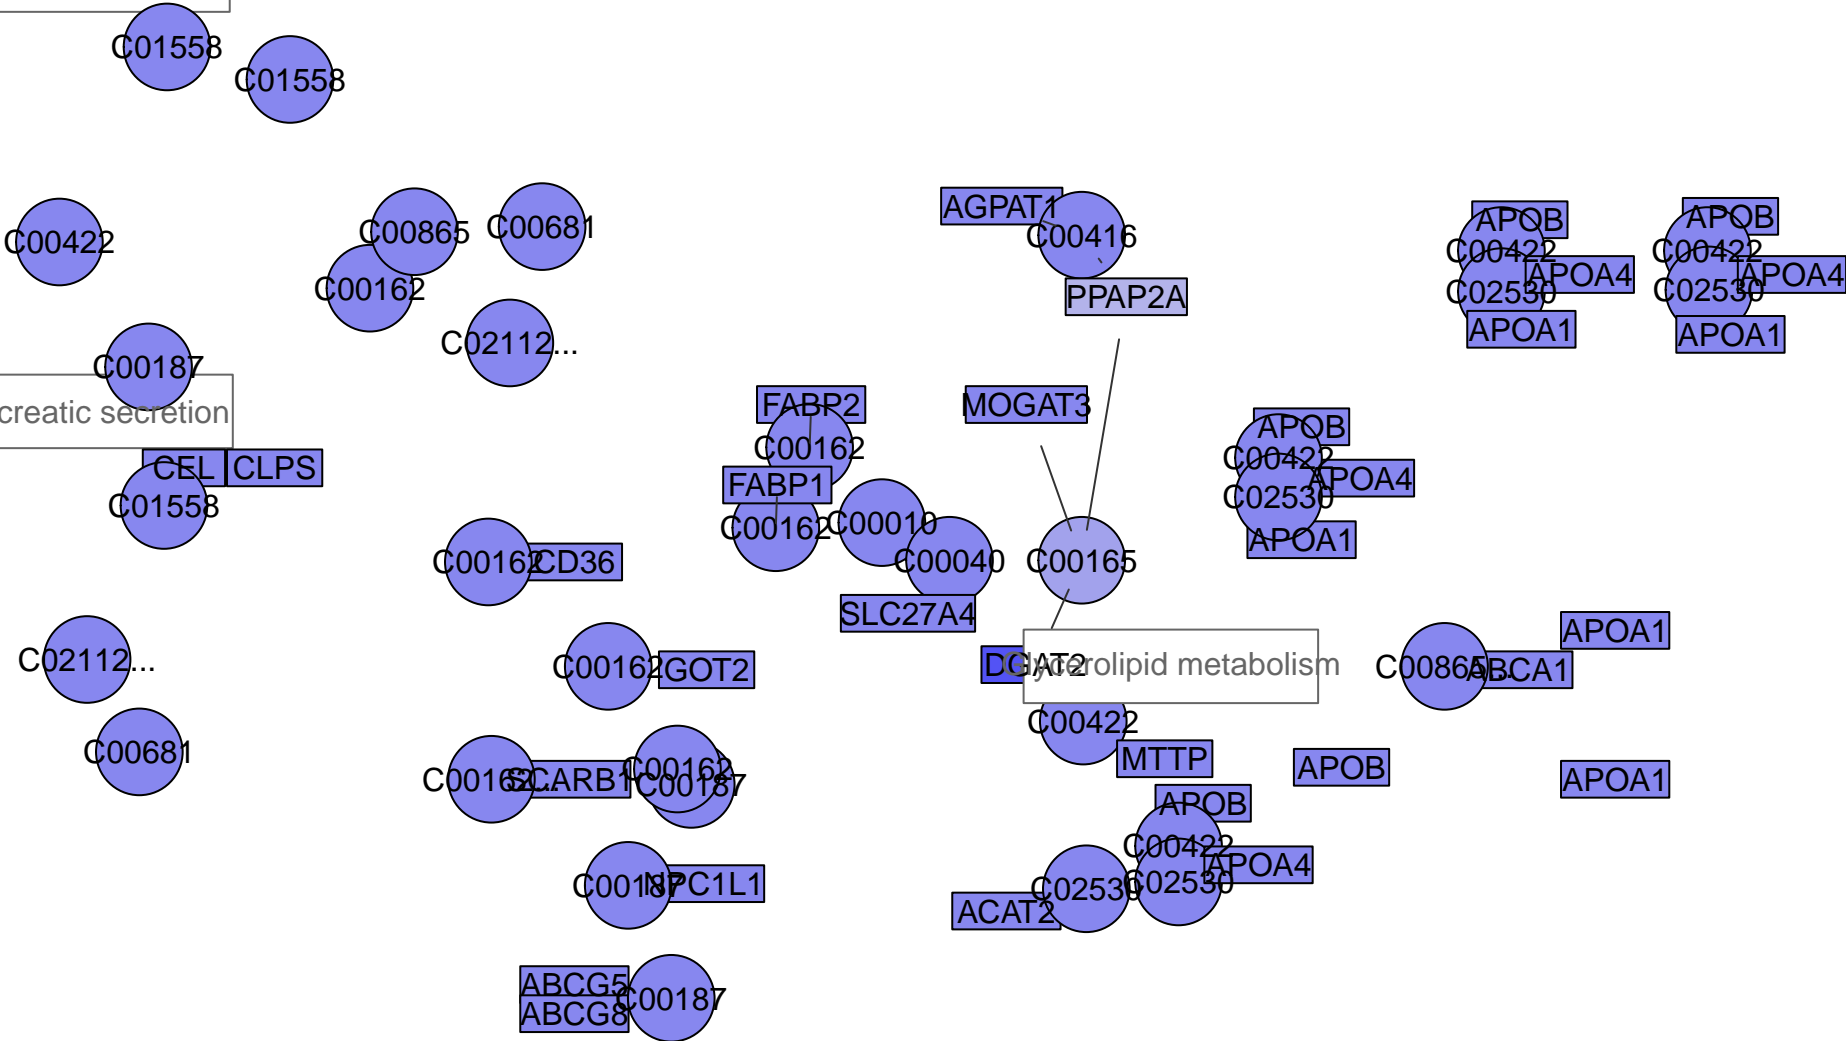 C01558
C01558
C00422
C00865
C00681
C00162
C02112...
C00187
creatic secretion
CEL
CLPS
C01558
AGPAT1
C00416
PPAP2A
APOB
C00422
APOA4
C02530
APOA1
APOB
C00422
APOA4
C02530
APOA1
FABP2
C00162
FABP1
C00162
C00010
C00040
SLC27A4
MOGAT3
C00165
APOB
C00422
APOA4
C02530
APOA1
C00162
CD36
C02112...
C00162
GOT2
DGAT2
Glycerolipid metabolism
C00865...
ABCA1
APOA1
C00681
C00162...
SCARB1
C00162
C00187
C00422
MTTP
APOB
APOA1
APOB
C00422
APOA4
C02530
C02530
ACAT2
C00187
NPC1L1
ABCG5
ABCG8
C00187